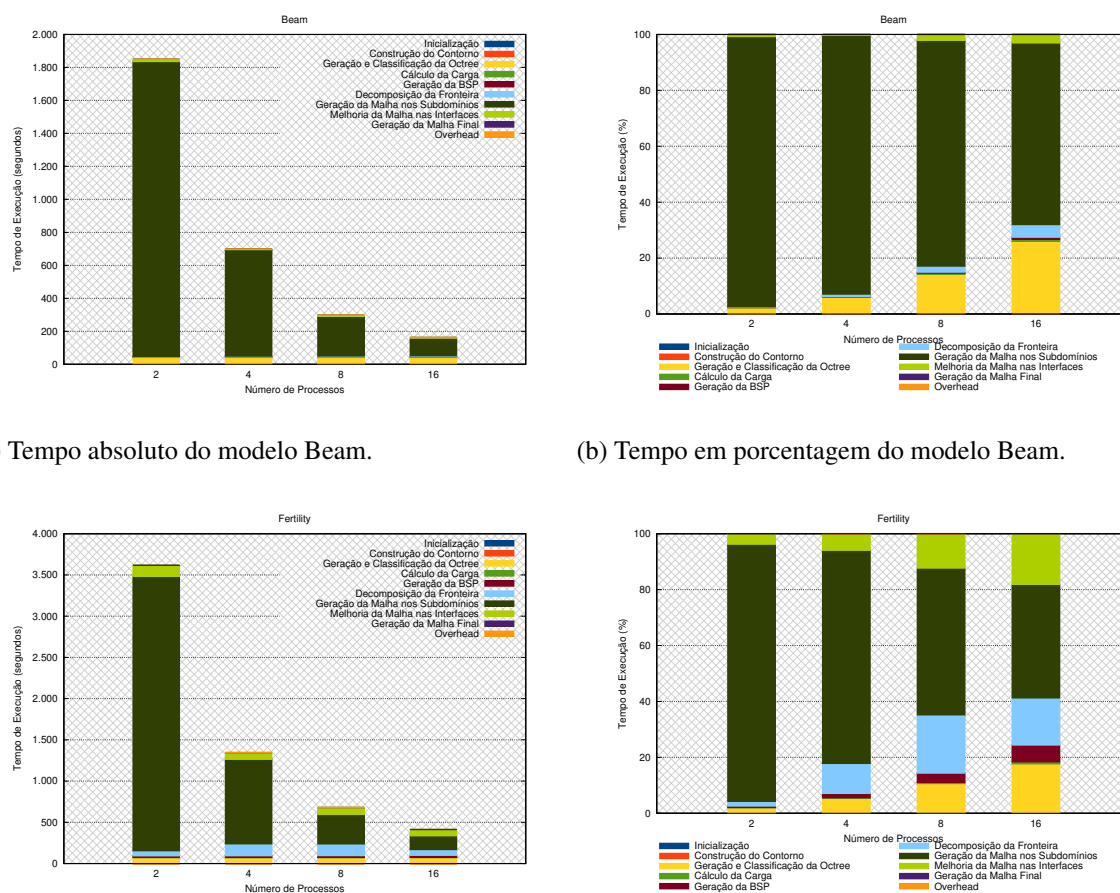 Beam
2.000
1.800
1.600
1.400
1.200
1.000
800
600
400
200
0
Tempo de Execução (segundos)
Inicialização
Construção do Contorno
Geração e Classificação da Octree
Cálculo da Carga
Geração da BSP
Decomposição da Fronteira
Geração da Malha nos Subdomínios
Melhoria da Malha nas Interfaces
Geração da Malha Final
Overhead
2 4 8 16
Número de Processos
Beam
100
80
60
40
20
0
Tempo de Execução (%)
2 4 8 16
Número de Processos
Inicialização
Construção do Contorno
Geração e Classificação da Octree
Cálculo da Carga
Geração da BSP
Decomposição da Fronteira
Geração da Malha nos Subdomínios
Melhoria da Malha nas Interfaces
Geração da Malha Final
Overhead
Tempo absoluto do modelo Beam.
(b) Tempo em porcentagem do modelo Beam.
Fertility
4.000
3.500
3.000
2.500
2.000
1.500
1.000
500
0
Tempo de Execução (segundos)
Inicialização
Construção do Contorno
Geração e Classificação da Octree
Cálculo da Carga
Geração da BSP
Decomposição da Fronteira
Geração da Malha nos Subdomínios
Melhoria da Malha nas Interfaces
Geração da Malha Final
Overhead
2 4 8 16
Número de Processos
Fertility
100
80
60
40
20
0
Tempo de Execução (%)
2 4 8 16
Número de Processos
Inicialização
Construção do Contorno
Geração e Classificação da Octree
Cálculo da Carga
Geração da BSP
Decomposição da Fronteira
Geração da Malha nos Subdomínios
Melhoria da Malha nas Interfaces
Geração da Malha Final
Overhead